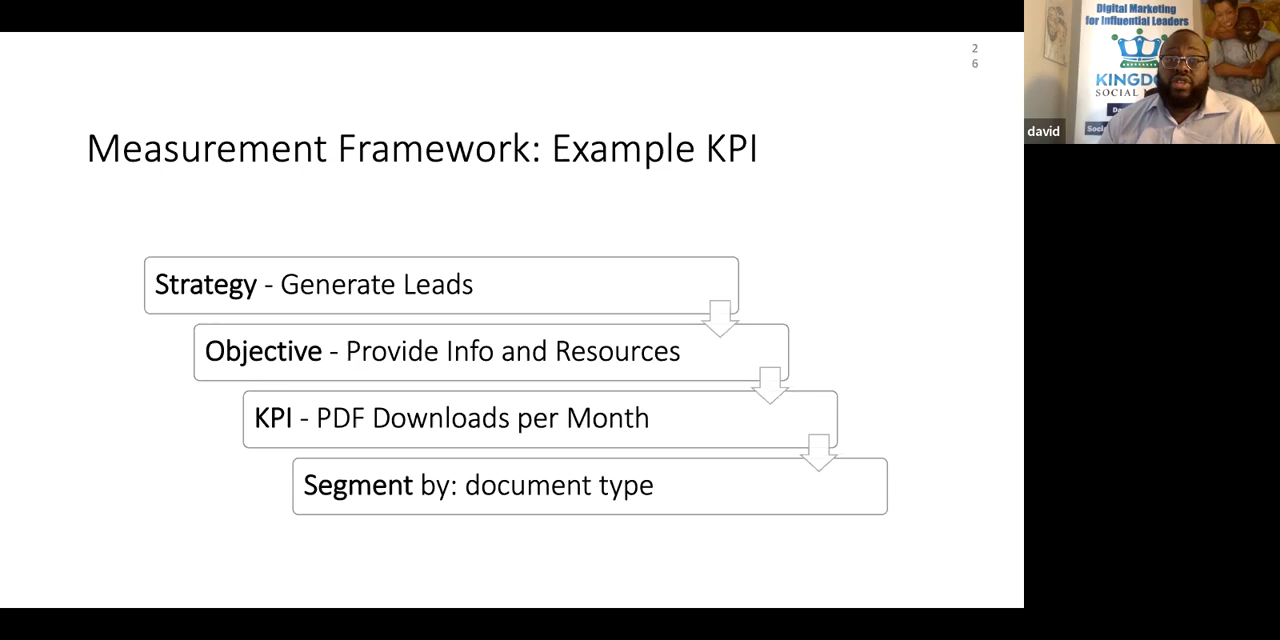 2
6
Measurement Framework: Example KPI
Strategy - Generate Leads
Objective - Provide Info and Resources
KPI - PDF Downloads per Month
Segment by: document type
Digital Marketing
for Influential Leaders
SOCIAL
david